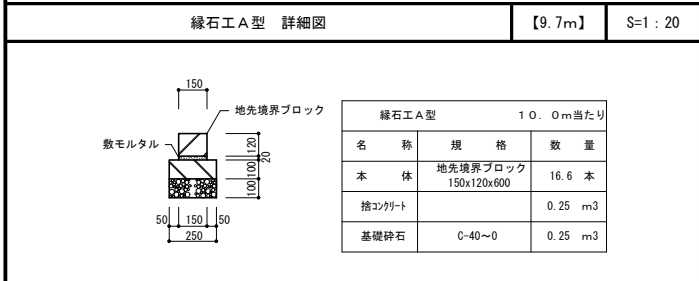 縁石工A型 詳細図 【9.7m】 S=1：20
150
地先境界ブロック
敷モルタル
120
20
100
100
50 150 50
250
縁石工A型 10．0m当たり
名 称 規 格 数 量
本 体 地先境界ブロック 150x120x600 16.6 本
捨ｺﾝｸﾘｰﾄ 0.25 m3
基礎砕石 C-40～0 0.25 m3